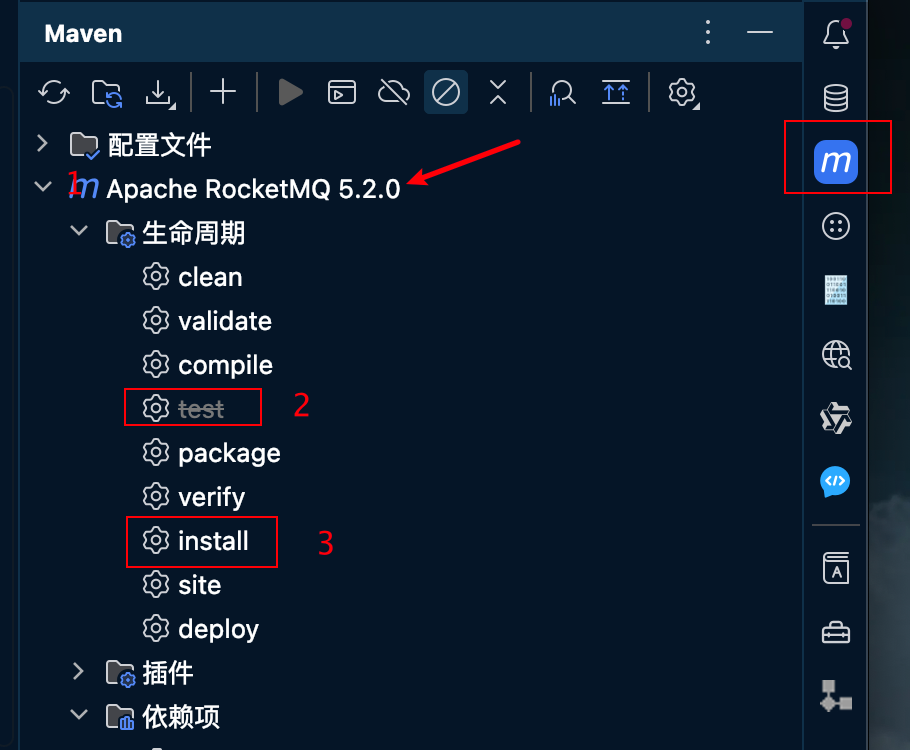 Maven
配置文件
1 m Apache RocketMQ 5.2.0
m
生命周期
clean
validate
compile
test 2
package
verify
install 3
site
deploy
插件
依赖项
A